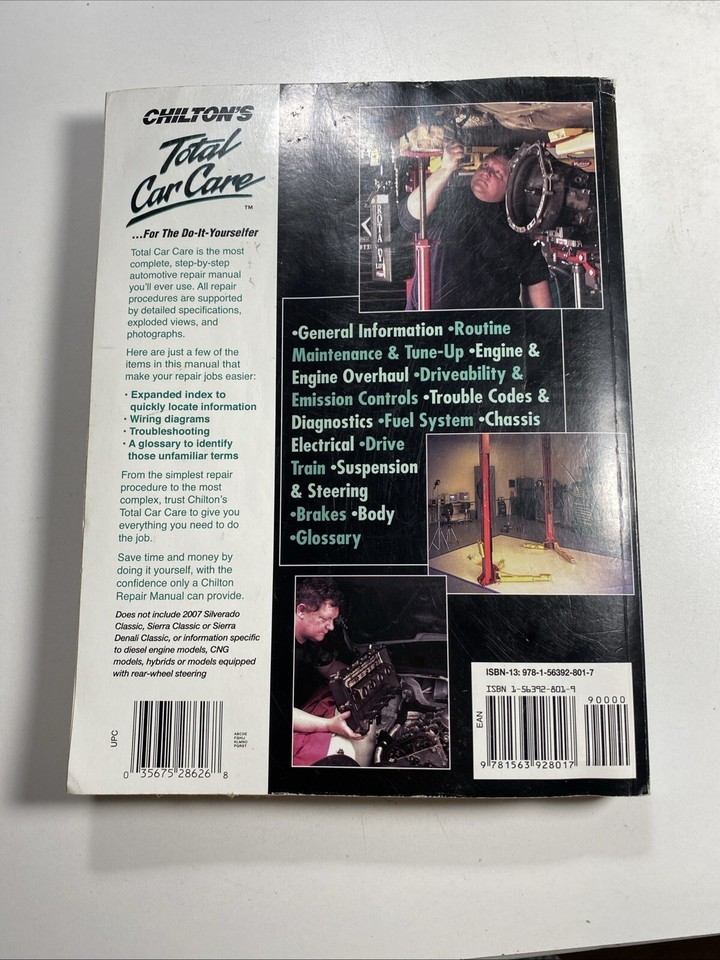 CHILTON'S
Total
Car Care
™
...For The Do-It-Yourselfer
Total Car Care is the most
complete, step-by-step
automotive repair manual
you'll ever use. All repair
procedures are supported
by detailed specifications,
exploded views, and
photographs.
Here are just a few of the
items in this manual that
make your repair jobs easier:
· Expanded index to
quickly locate information
· Wiring diagrams
· Troubleshooting
· A glossary to identify
those unfamiliar terms
From the simplest repair
procedure to the most
complex, trust Chilton's
Total Car Care to give you
everything you need to do
the job.
Save time and money by
doing it yourself, with the
confidence only a Chilton
Repair Manual can provide.
Does not include 2007 Silverado
Classic, Sierra Classic or Sierra
Denali Classic, or information specific
to diesel engine models, CNG
models, hybrids or models equipped
with rear-wheel steering
UPC
ABCDE
FGHIJ
KLMNO
PQRST
0 35675 28626 8
•General Information •Routine
Maintenance & Tune-Up •Engine &
Engine Overhaul •Driveability &
Emission Controls •Trouble Codes &
Diagnostics •Fuel System •Chassis
Electrical •Drive
Train •Suspension
& Steering
•Brakes •Body
•Glossary
ISBN-13: 978-1-56392-801-7
ISBN 1-56392-801-9
90000
EAN
9 781563 928017